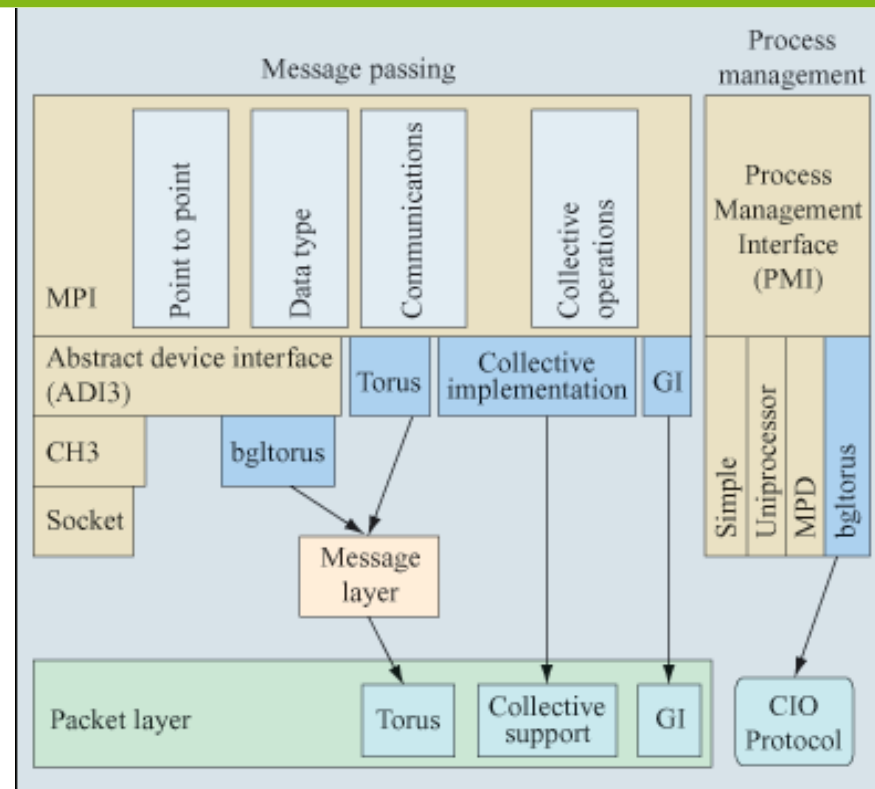 Message passing
Process
management
Point to point
Data type
Communications
Collective
operations
MPI
Process
Management
Interface
(PMI)
Abstract device interface
(ADI3)
Torus
Collective
implementation
GI
CH3
bgltorus
Socket
Simple
Uniprocessor
MPD
bgltorus
Message
layer
Packet layer
Torus
Collective
support
GI
CIO
Protocol